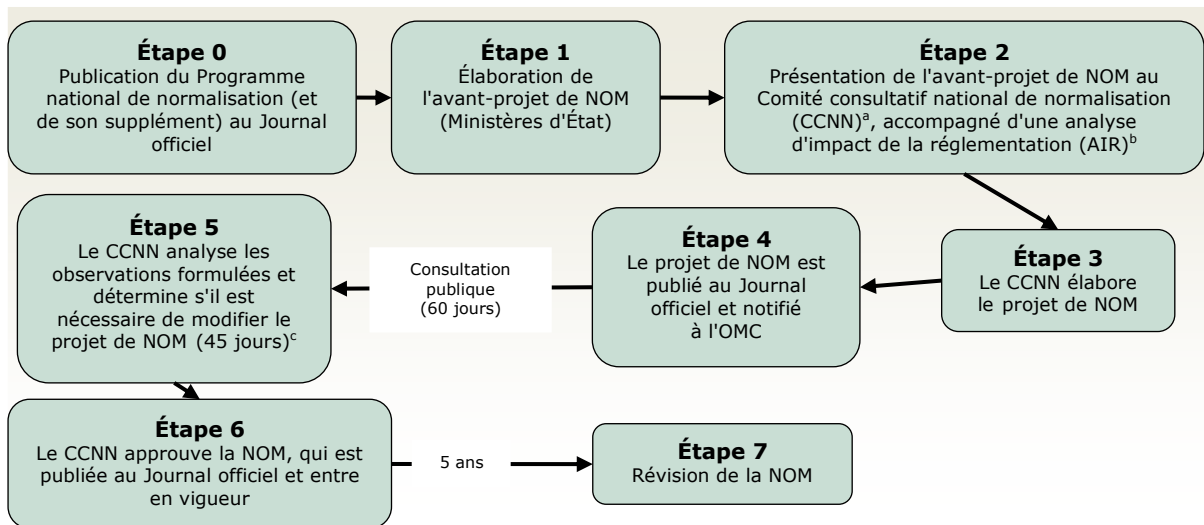 Étape 0
Publication du Programme
national de normalisation (et
de son supplément) au Journal
officiel
Étape 1
Élaboration de
l'avant-projet de NOM
(Ministères d'État)
Étape 2
Présentation de l'avant-projet de NOM au
Comité consultatif national de normalisation
(CCNN)ᵃ, accompagné d'une analyse
d'impact de la réglementation (AIR)ᵇ
Étape 3
Le CCNN élabore
le projet de NOM
Étape 4
Le projet de NOM est
publié au Journal
officiel et notifié
à l'OMC
Consultation
publique
(60 jours)
Étape 5
Le CCNN analyse les
observations formulées et
détermine s'il est
nécessaire de modifier le
projet de NOM (45 jours)ᶜ
Étape 6
Le CCNN approuve la NOM, qui est
publiée au Journal officiel et entre
en vigueur
5 ans
Étape 7
Révision de la NOM